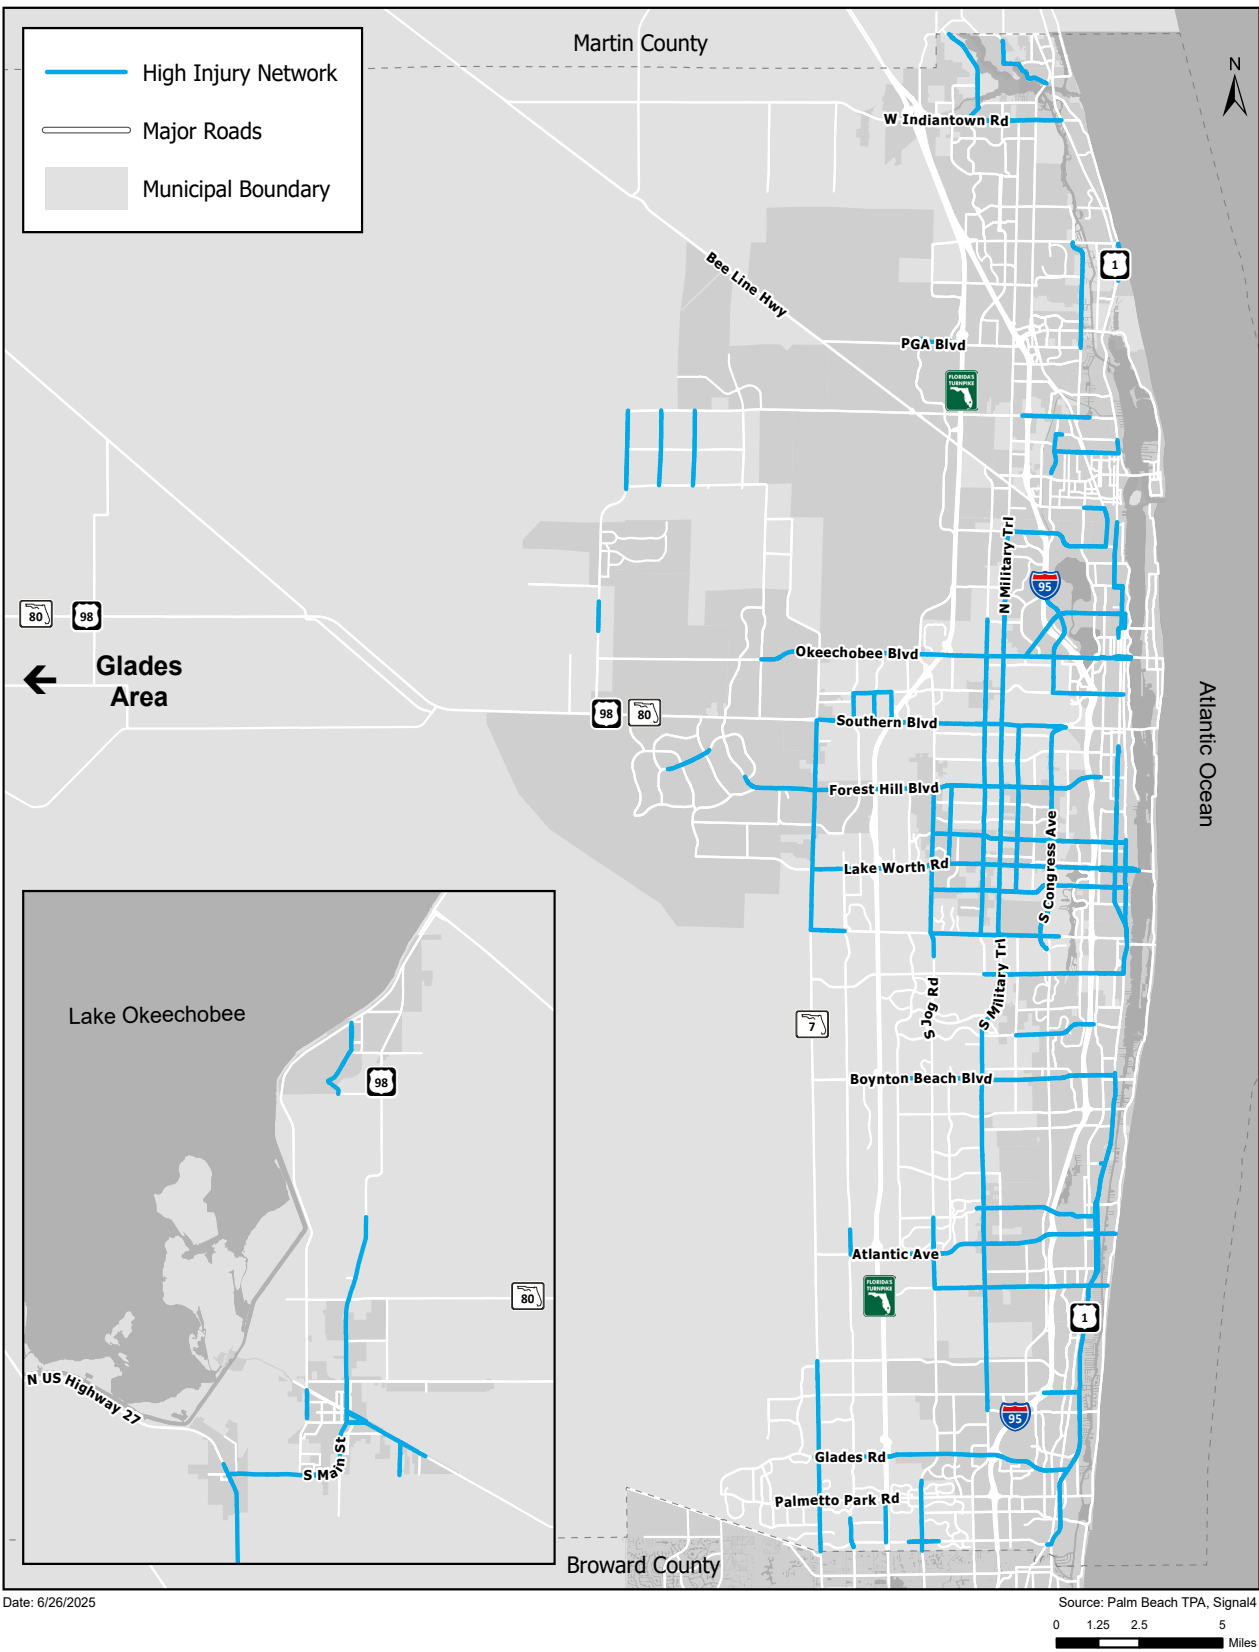 Martin County
High Injury Network
Major Roads
Municipal Boundary
N
W Indiantown Rd
1
Bee Line Hwy
PGA Blvd
FLORIDA'S
TURNPIKE
N Military Trl
95
80
98
Glades
Area
Okeechobee Blvd
Atlantic Ocean
98
80
Southern Blvd
Forest Hill Blvd
S Congress Ave
Lake Worth Rd
S Jog Rd
S Military Trl
7
Lake Okeechobee
98
Boynton Beach Blvd
Atlantic Ave
FLORIDA'S
TURNPIKE
80
1
N US Highway 27
95
S Main St
Glades Rd
Palmetto Park Rd
Broward County
Date: 6/26/2025
Source: Palm Beach TPA, Signal4
0 1.25 2.5 5
Miles